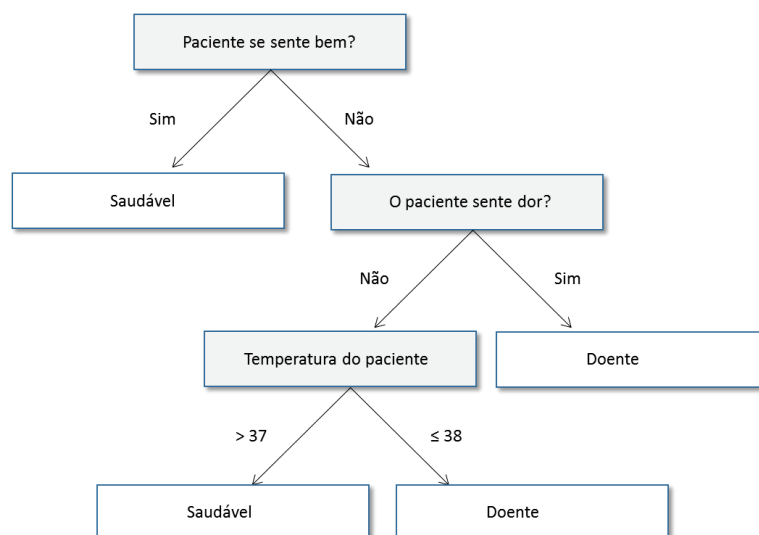 Paciente se sente bem?
Sim
Não
Saudável
O paciente sente dor?
Não
Sim
Temperatura do paciente
Doente
> 37
≤ 38
Saudável
Doente